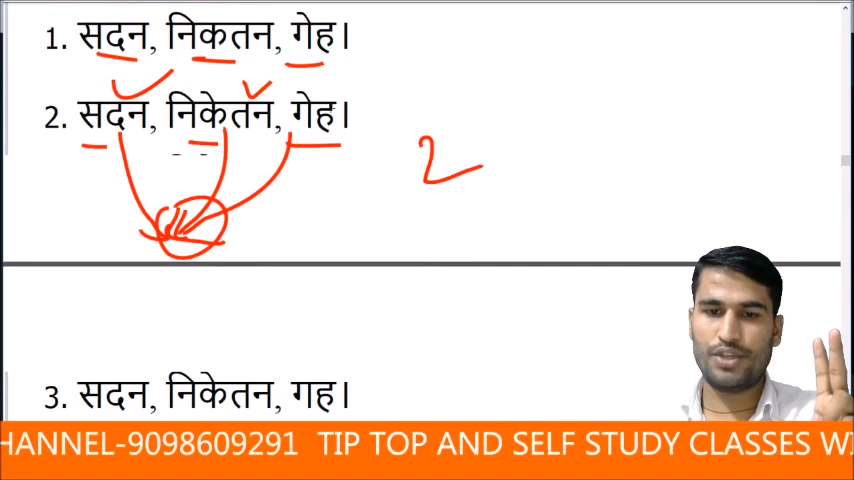 1. सदन, निकतन, गेह।
2. सदन, निकेतन, गेह।
2
3. सदन, निकेतन, गह।
HANNEL-9098609291 TIP TOP AND SELF STUDY CLASSES WI